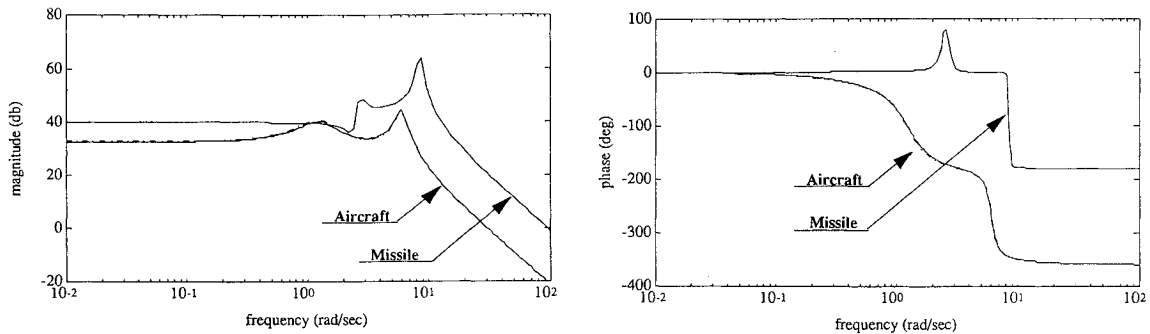 80
60
40
20
0
-20
magnitude (db)
Aircraft
Missile
10-2
10-1
100
101
102
frequency (rad/sec)
100
0
-100
-200
-300
-400
phase (deg)
Aircraft
Missile
10-2
10-1
100
101
102
frequency (rad/sec)